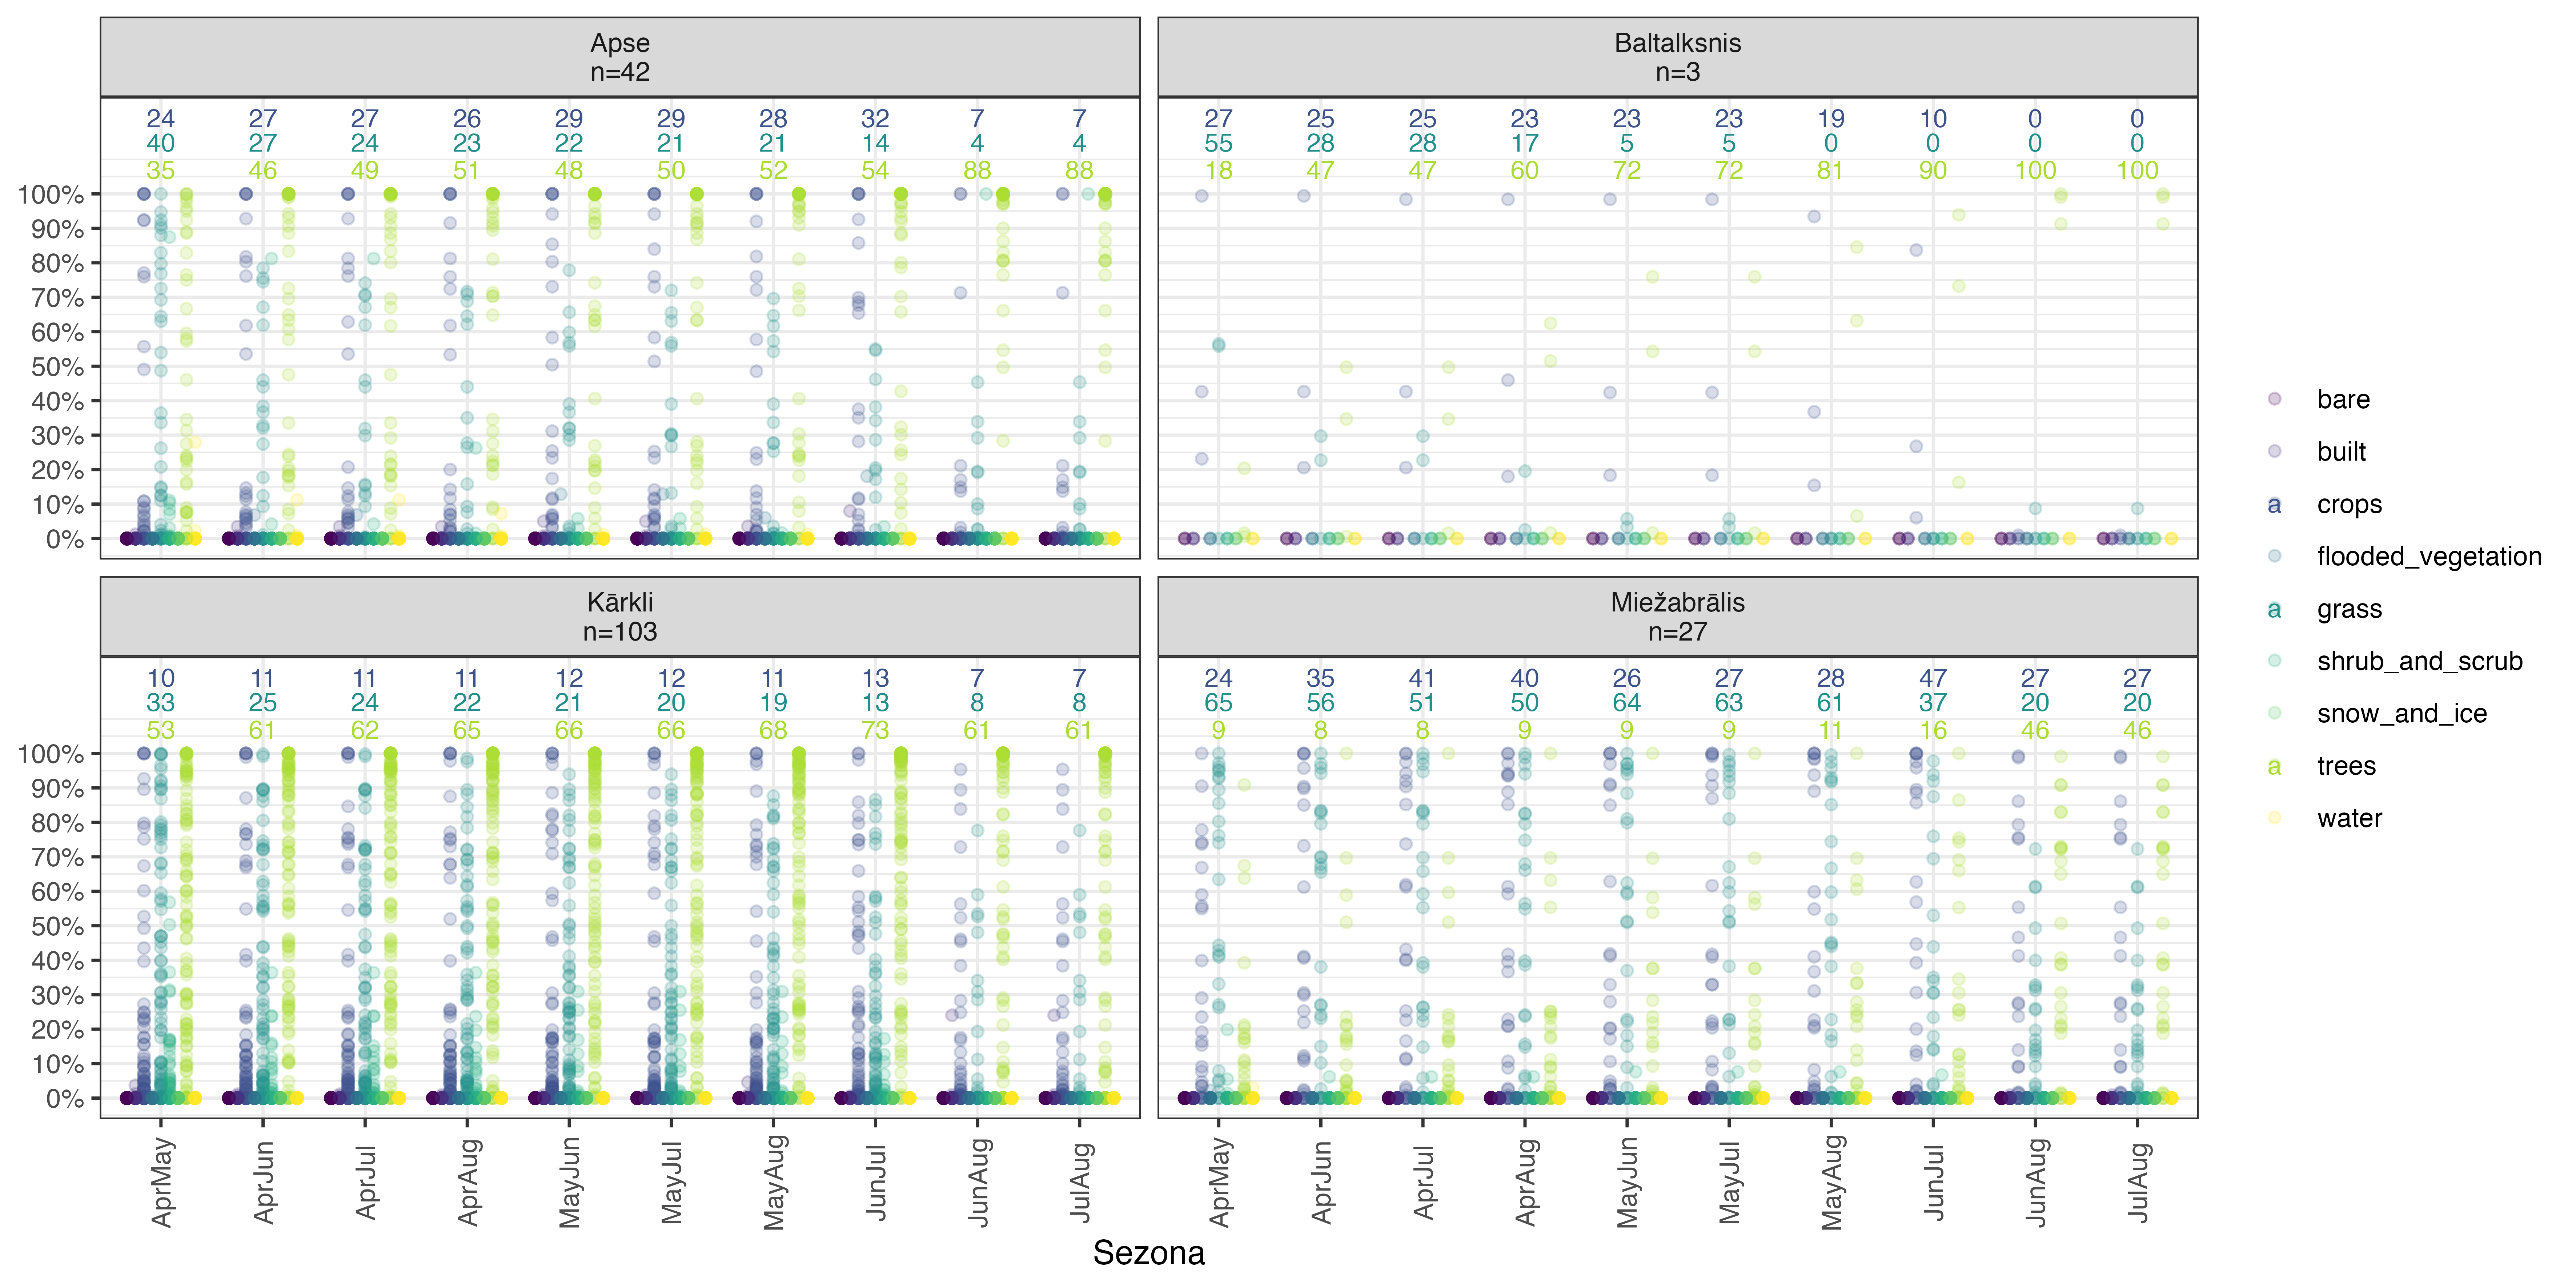 Apse
n=42
Baltalksnis
n=3
24 27 27 26 29 29 28 32 7 7
40 27 24 23 22 21 21 14 4 4
35 46 49 51 48 50 52 54 88 88
27 25 25 23 23 23 19 10 0 0
55 28 28 17 5 5 0 0 0 0
18 47 47 60 72 72 81 90 100 100
100%
90%
80%
70%
60%
50%
40%
30%
20%
10%
0%
Kārkli
n=103
Miežabrālis
n=27
10 11 11 11 12 12 11 13 7 7
33 25 24 22 21 20 19 13 8 8
53 61 62 65 66 66 68 73 61 61
24 35 41 40 26 27 28 47 27 27
65 56 51 50 64 63 61 37 20 20
9 8 8 9 9 9 11 16 46 46
100%
90%
80%
70%
60%
50%
40%
30%
20%
10%
0%
AprMay AprJun AprJul AprAug MayJun MayJul MayAug JunJul JunAug JulAug
AprMay AprJun AprJul AprAug MayJun MayJul MayAug JunJul JunAug JulAug
Sezona
bare
built
a crops
flooded_vegetation
a grass
shrub_and_scrub
snow_and_ice
a trees
water